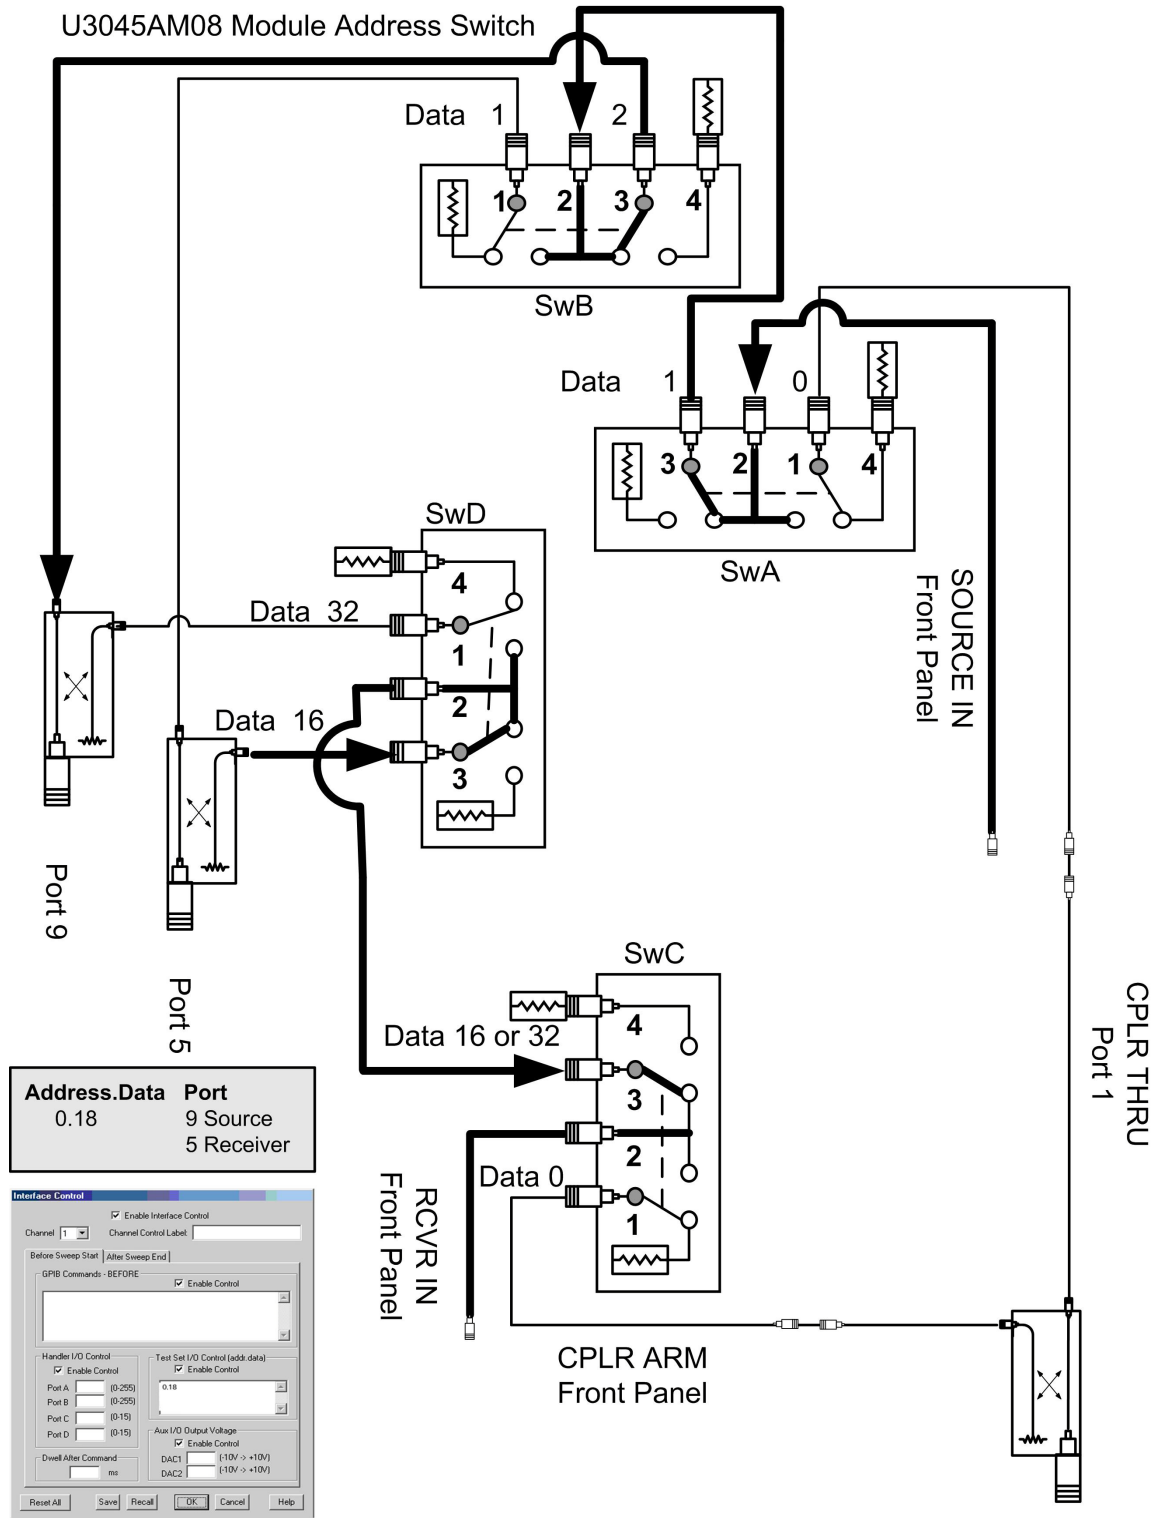 U3045AM08 Module Address Switch
Data 1 2
1 2 3 4
SwB
Data 1 0
3 2 1 4
SwA
SOURCE IN
Front Panel
SwD
4
Data 32
1
2
Data 16
3
Port 9
Port 5
CPLR THRU
Port 1
SwC
4
Data 16 or 32
3
2
Data 0
1
RCVR IN
Front Panel
CPLR ARM
Front Panel
Address.Data Port
0.18 9 Source
5 Receiver
Interface Control
Enable Interface Control
Channel 1 Channel Control Label:
Before Sweep Start After Sweep End
GPIB Commands - BEFORE
Enable Control
Handler I/O Control
Enable Control
Port A (0-255)
Port B (0-255)
Port C (0-15)
Port D (0-15)
Test Set I/O Control (addr.data)
Enable Control
0.18
Aux I/O Output Voltage
Enable Control
DAC1 (-10V -> +10V)
DAC2 (-10V -> +10V)
Dwell After Command
ms
Reset All Save Recall OK Cancel Help